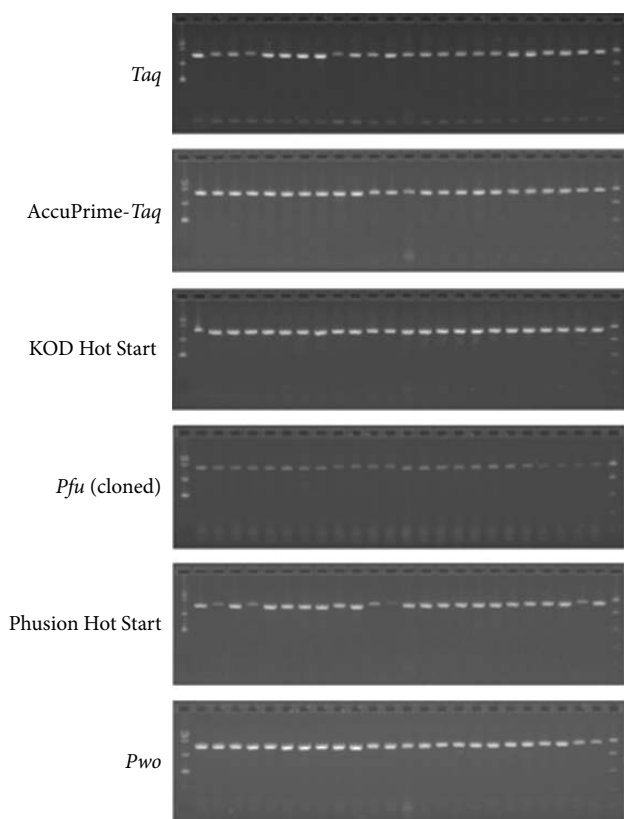 Taq
AccuPrime-Taq
KOD Hot Start
Pfu (cloned)
Phusion Hot Start
Pwo